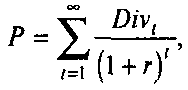 $$P = \sum_{t=1}^{\infty} \frac{Div_t}{(1+r)^t},$$